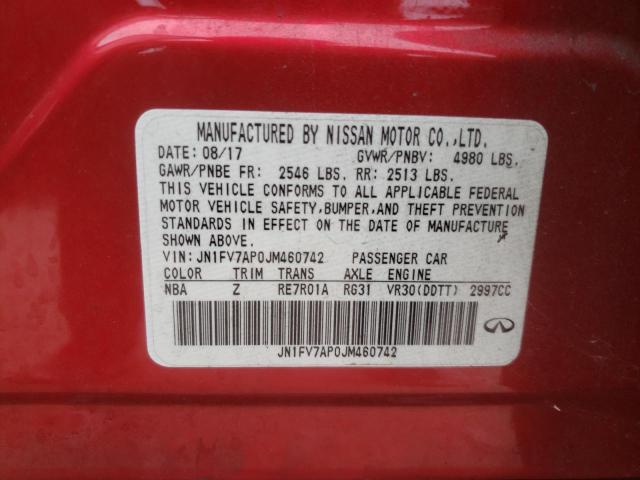 MANUFACTURED BY NISSAN MOTOR CO.,LTD.
DATE: 08/17 GVWR/PNBV: 4980 LBS.
GAWR/PNBE FR: 2546 LBS. RR: 2513 LBS.
THIS VEHICLE CONFORMS TO ALL APPLICABLE FEDERAL
MOTOR VEHICLE SAFETY,BUMPER,AND THEFT PREVENTION
STANDARDS IN EFFECT ON THE DATE OF MANUFACTURE
SHOWN ABOVE.
VIN: JN1FV7AP0JM460742 PASSENGER CAR
COLOR TRIM TRANS AXLE ENGINE
NBA Z RE7R01A RG31 VR30(DDTT) 2997CC
JN1FV7AP0JM460742